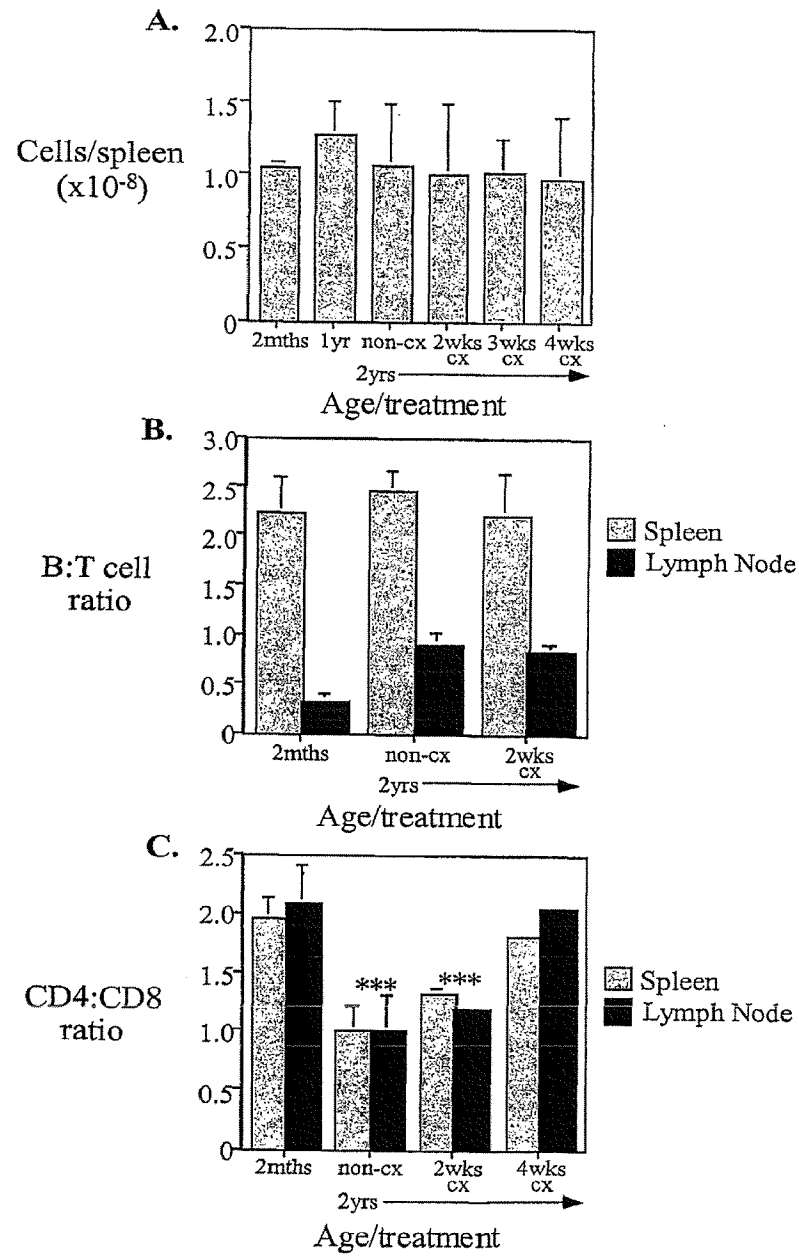 A.
2.0
1.5
Cells/spleen
(x10-8)
1.0
0.5
0
2mths 1yr non-cx 2wks cx 3wks cx 4wks cx
2yrs
Age/treatment
B.
3.0
2.5
2.0
B:T cell
ratio
1.5
1.0
0.5
0
Spleen
Lymph Node
2mths non-cx 2wks cx
2yrs
Age/treatment
C.
2.5
2.0
1.5
CD4:CD8
ratio
1.0
0.5
0
*** ***
Spleen
Lymph Node
2mths non-cx 2wks cx 4wks cx
2yrs
Age/treatment